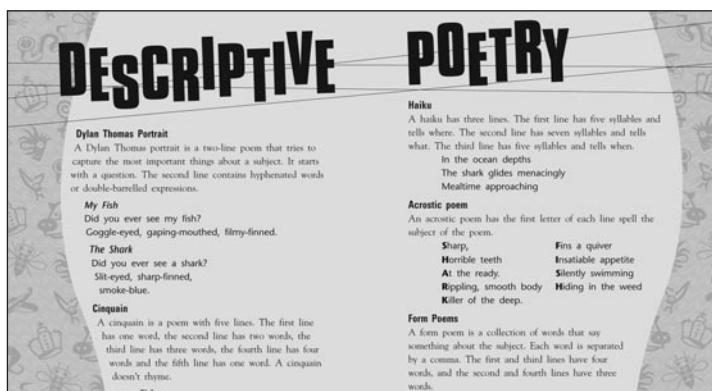 DESCRIPTIVE POETRY
Dylan Thomas Portrait
A Dylan Thomas portrait is a two-line poem that tries to
capture the most important things about a subject. It starts
with a question. The second line contains hyphenated words
or double-barrelled expressions.
My Fish
Did you ever see my fish?
Goggle-eyed, gaping-mouthed, filmy-finned.
The Shark
Did you ever see a shark?
Slit-eyed, sharp-finned,
smoke-blue.
Cinquain
A cinquain is a poem with five lines. The first line
has one word, the second line has two words, the
third line has three words, the fourth line has four
words and the fifth line has one word. A cinquain
doesn't rhyme.
Haiku
A haiku has three lines. The first line has five syllables and
tells where. The second line has seven syllables and tells
what. The third line has five syllables and tells when.
In the ocean depths
The shark glides menacingly
Mealtime approaching
Acrostic poem
An acrostic poem has the first letter of each line spell the
subject of the poem.
Sharp,
Horrible teeth
At the ready.
Rippling, smooth body
Killer of the deep.
Fins a quiver
Insatiable appetite
Silently swimming
Hiding in the weed
Form Poems
A form poem is a collection of words that say
something about the subject. Each word is separated
by a comma. The first and third lines have four
words, and the second and fourth lines have three
words.